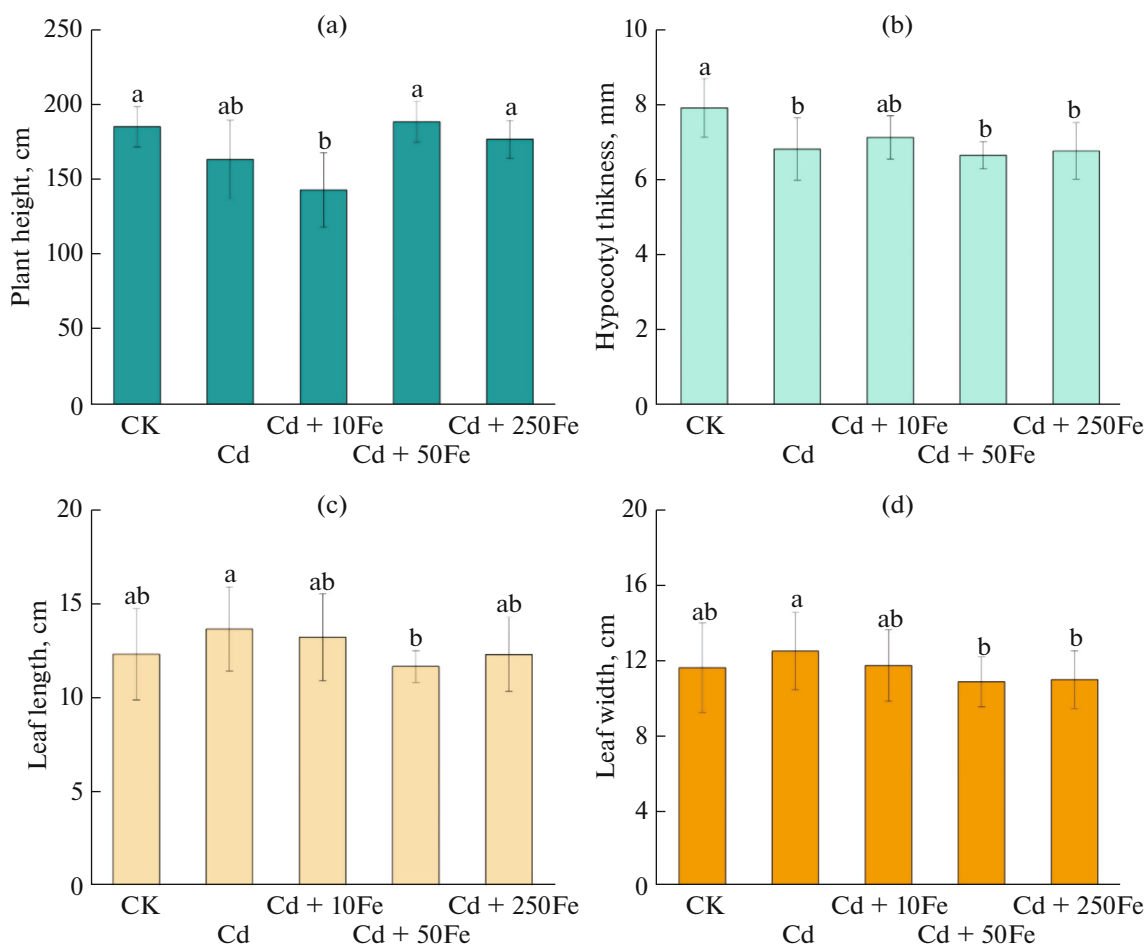 (a)
250
200
150
100
50
0
Plant height, cm
a
ab
b
a
a
CK
Cd + 10Fe
Cd + 250Fe
Cd
Cd + 50Fe
(b)
10
8
6
4
2
0
Hypocotyl thikness, mm
a
b
ab
b
b
CK
Cd + 10Fe
Cd + 250Fe
Cd
Cd + 50Fe
(c)
20
15
10
5
0
Leaf length, cm
ab
a
ab
b
ab
CK
Cd + 10Fe
Cd + 250Fe
Cd
Cd + 50Fe
(d)
20
16
12
8
4
0
Leaf width, cm
ab
a
ab
b
b
CK
Cd + 10Fe
Cd + 250Fe
Cd
Cd + 50Fe